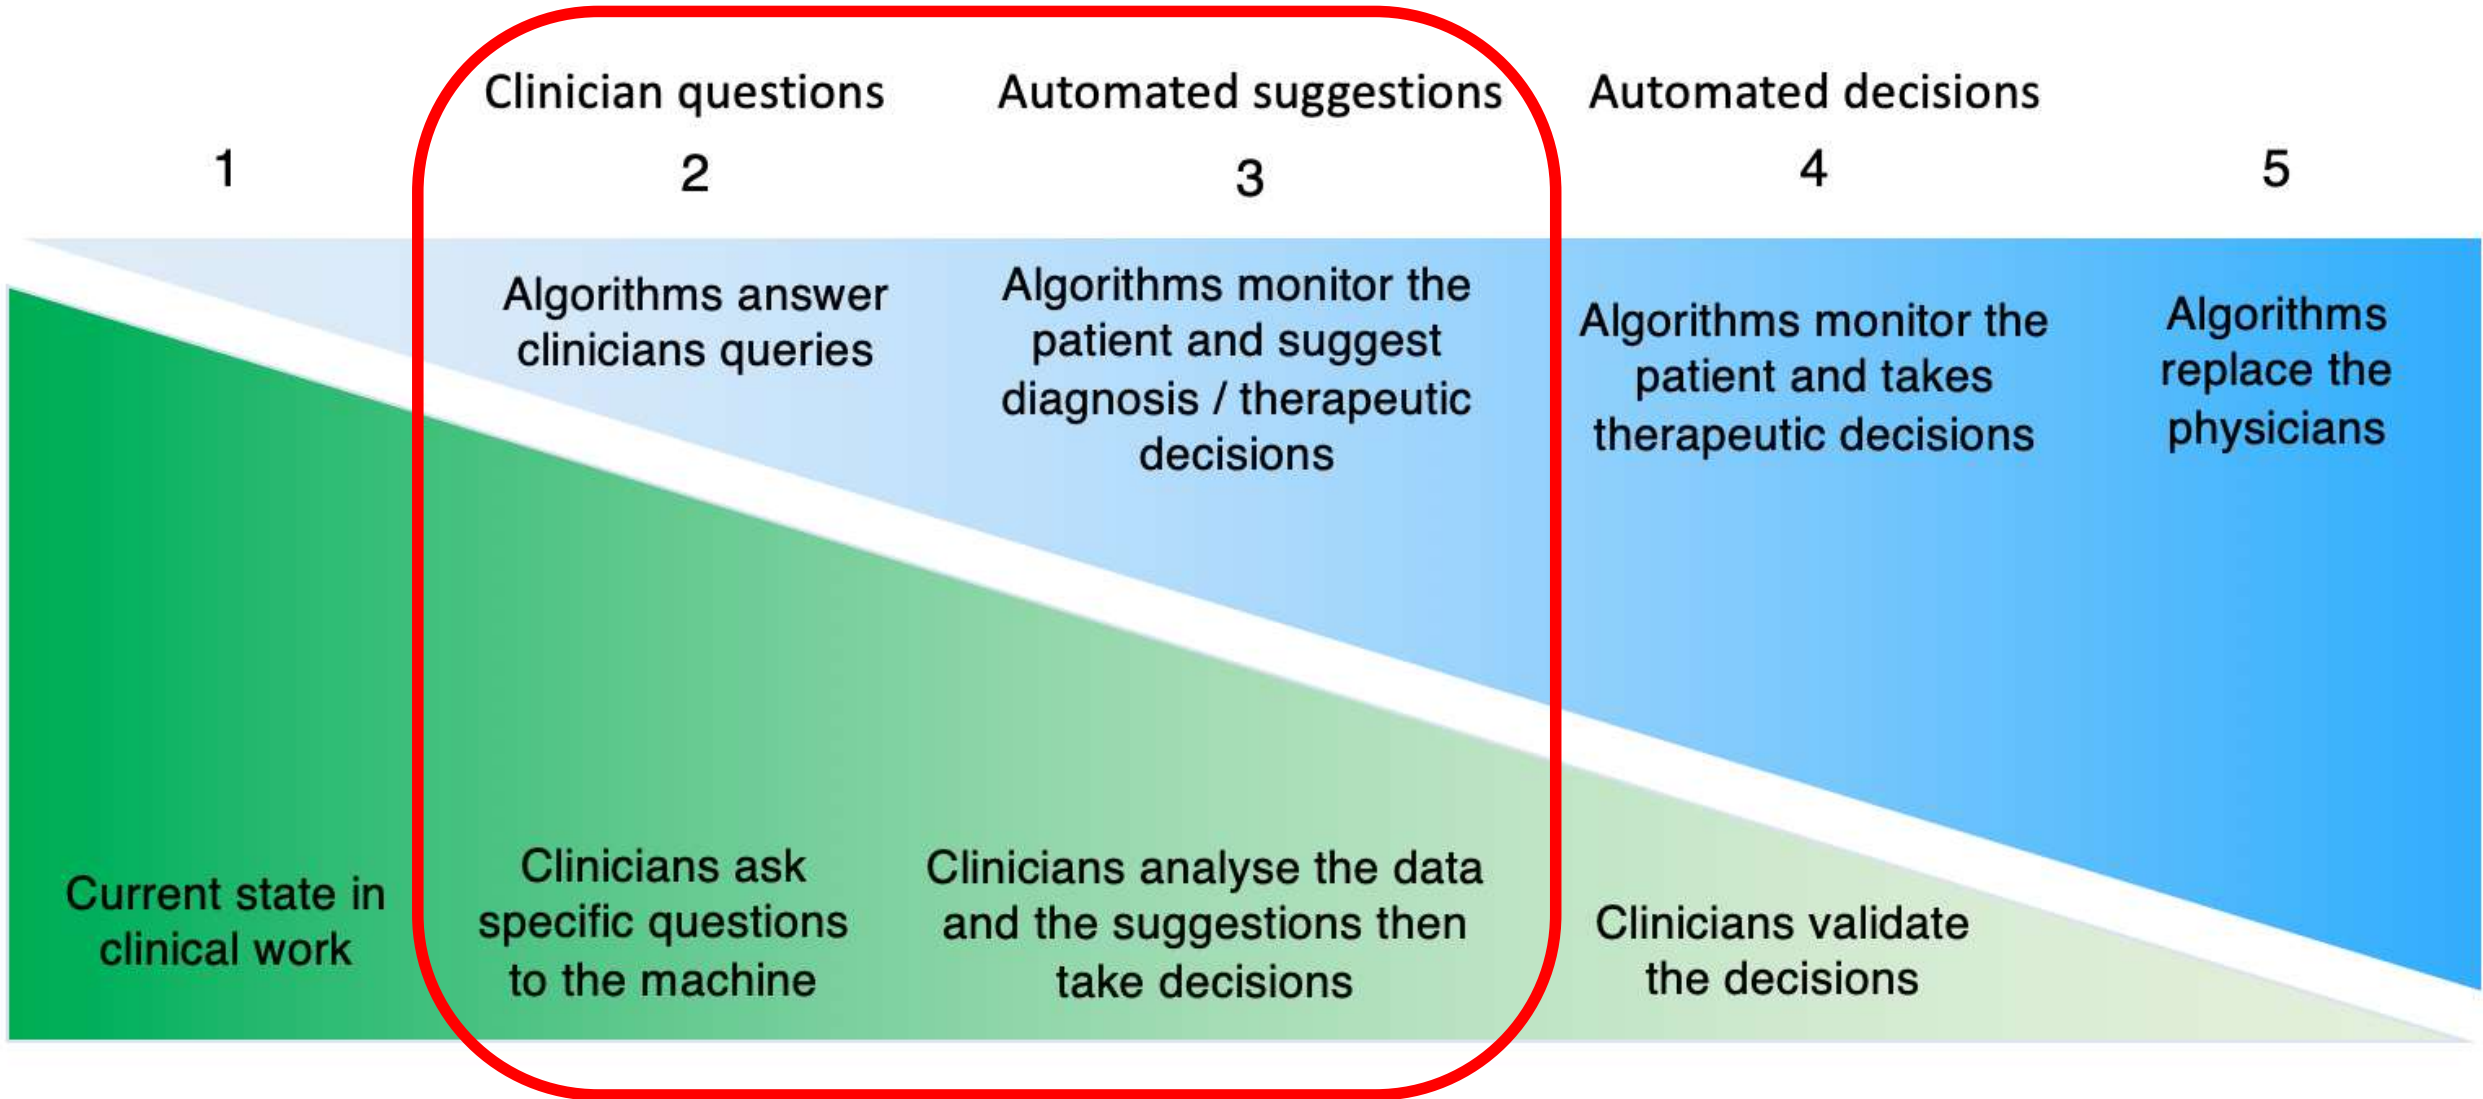 Clinician questions
Automated suggestions
Automated decisions
1
2
3
4
5
Algorithms answer
clinicians queries
Algorithms monitor the
patient and suggest
diagnosis / therapeutic
decisions
Algorithms monitor the
patient and takes
therapeutic decisions
Algorithms
replace the
physicians
Current state in
clinical work
Clinicians ask
specific questions
to the machine
Clinicians analyse the data
and the suggestions then
take decisions
Clinicians validate
the decisions